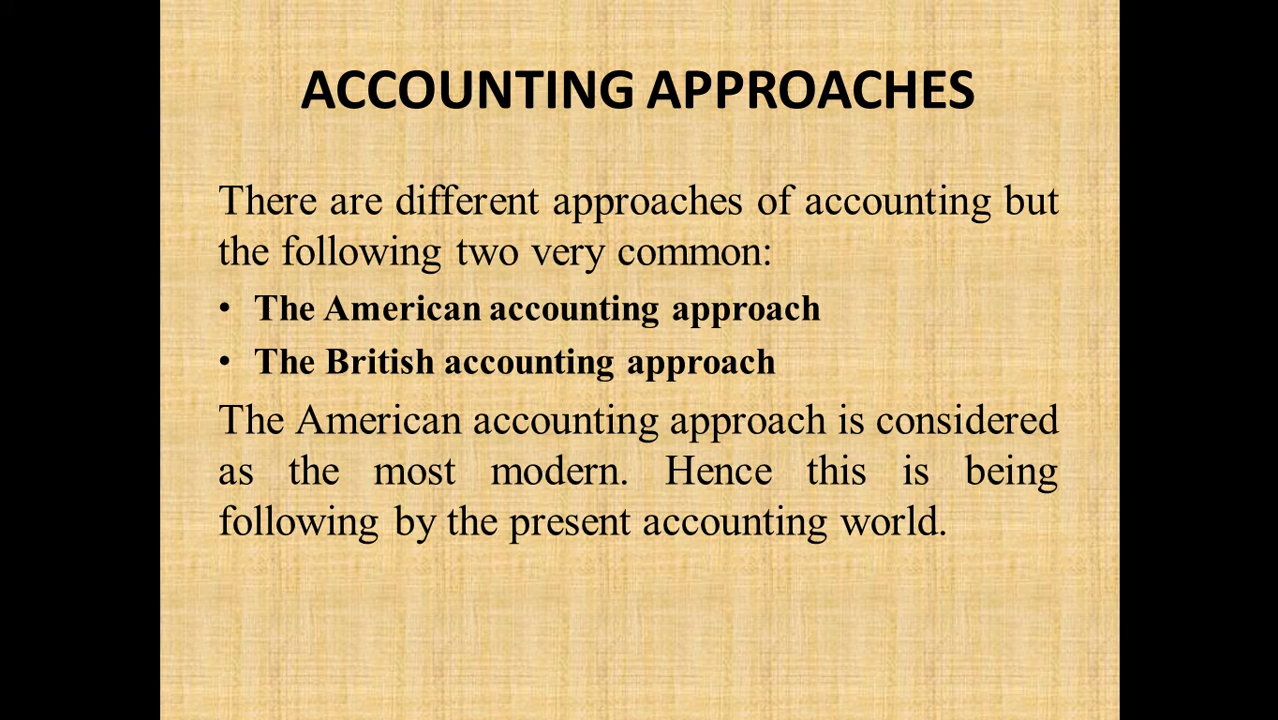 ACCOUNTING APPROACHES
There are different approaches of accounting but
the following two very common:
• The American accounting approach
• The British accounting approach
The American accounting approach is considered
as the most modern. Hence this is being
following by the present accounting world.